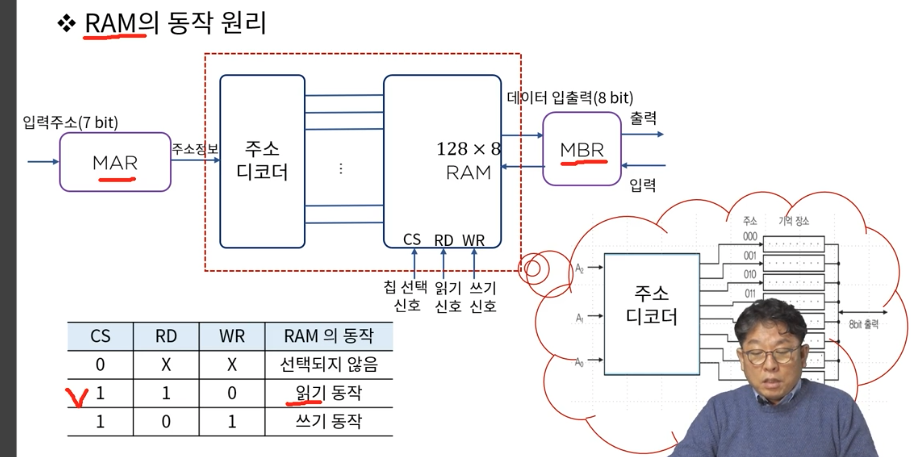 ❖ RAM의 동작 원리
입력주소(7 bit)
MAR
주소정보
주소
디코더
⋮
128 × 8
RAM
CS RD WR
칩 선택
신호
읽기
신호
쓰기
신호
데이터 입출력(8 bit)
MBR
출력
입력
CS RD WR RAM 의 동작
0 X X 선택되지 않음
1 1 0 읽기 동작
1 0 1 쓰기 동작
주소 기억 장소
000
001
010
011
A₂
A₁
A₀
주소
디코더
8bit 출력